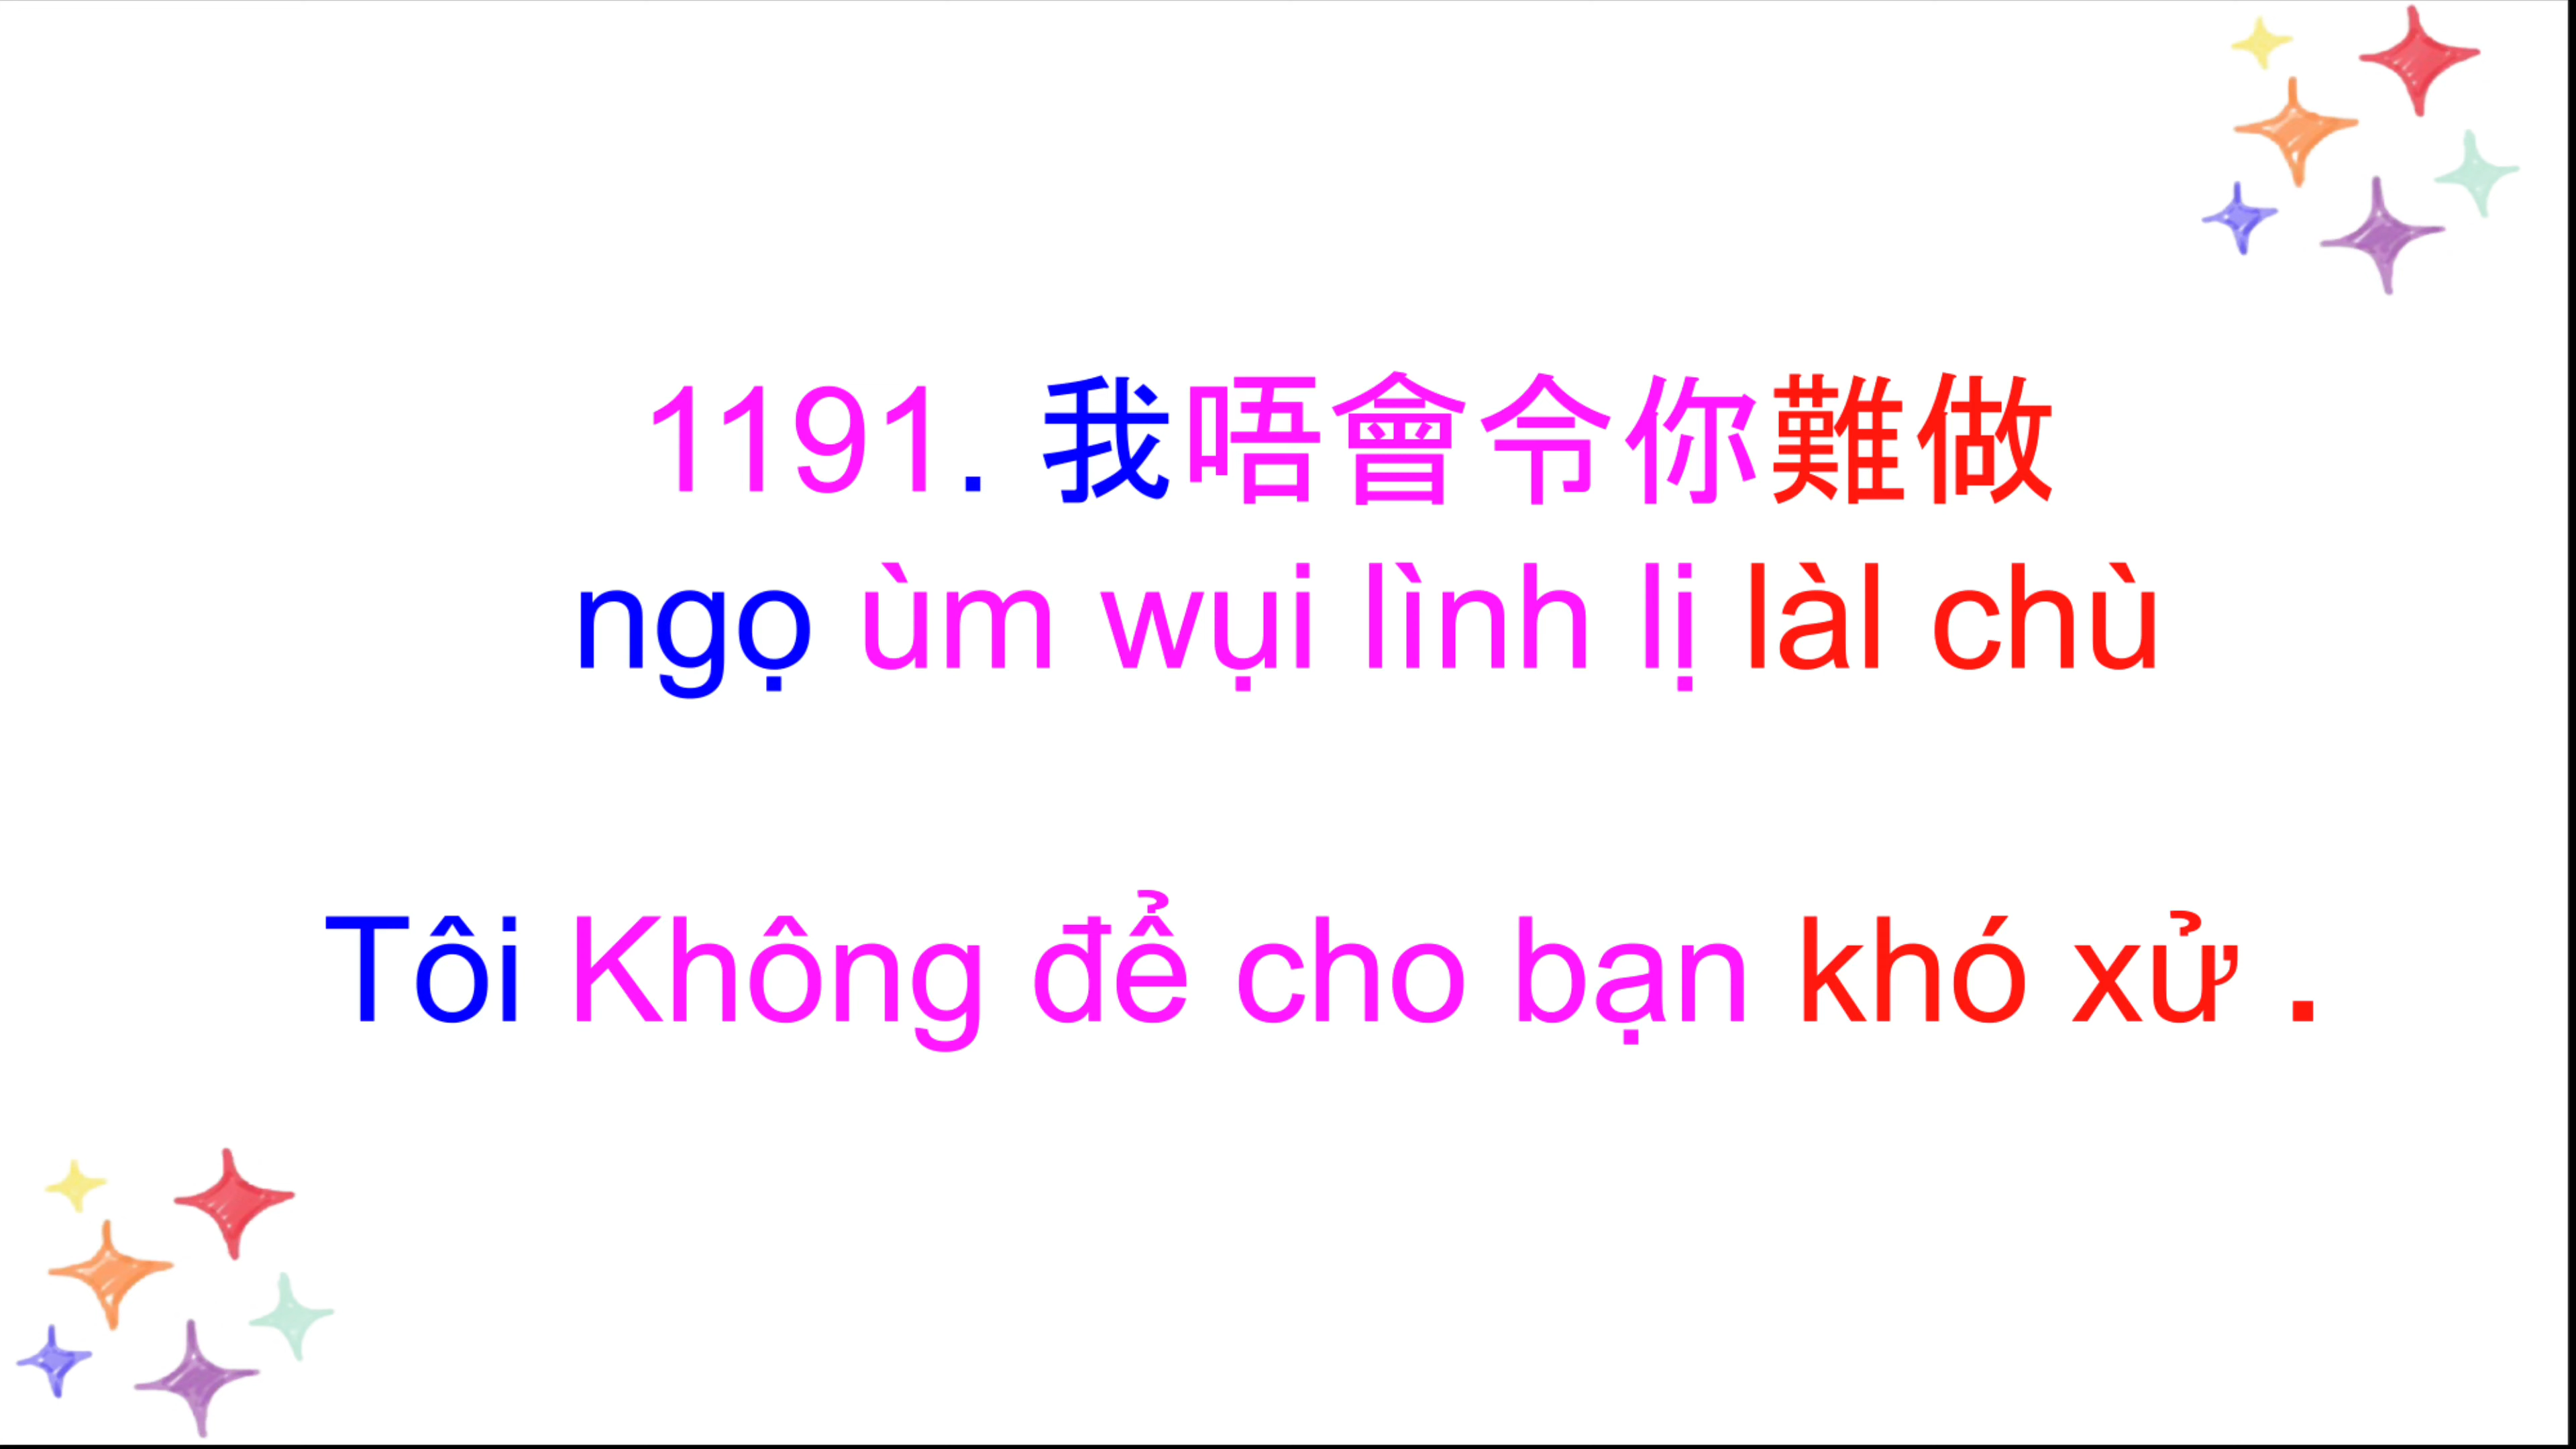 1191. 我唔會令你難做
ngọ ùm wụi lình lị làl chù
Tôi Không để cho bạn khó xử .